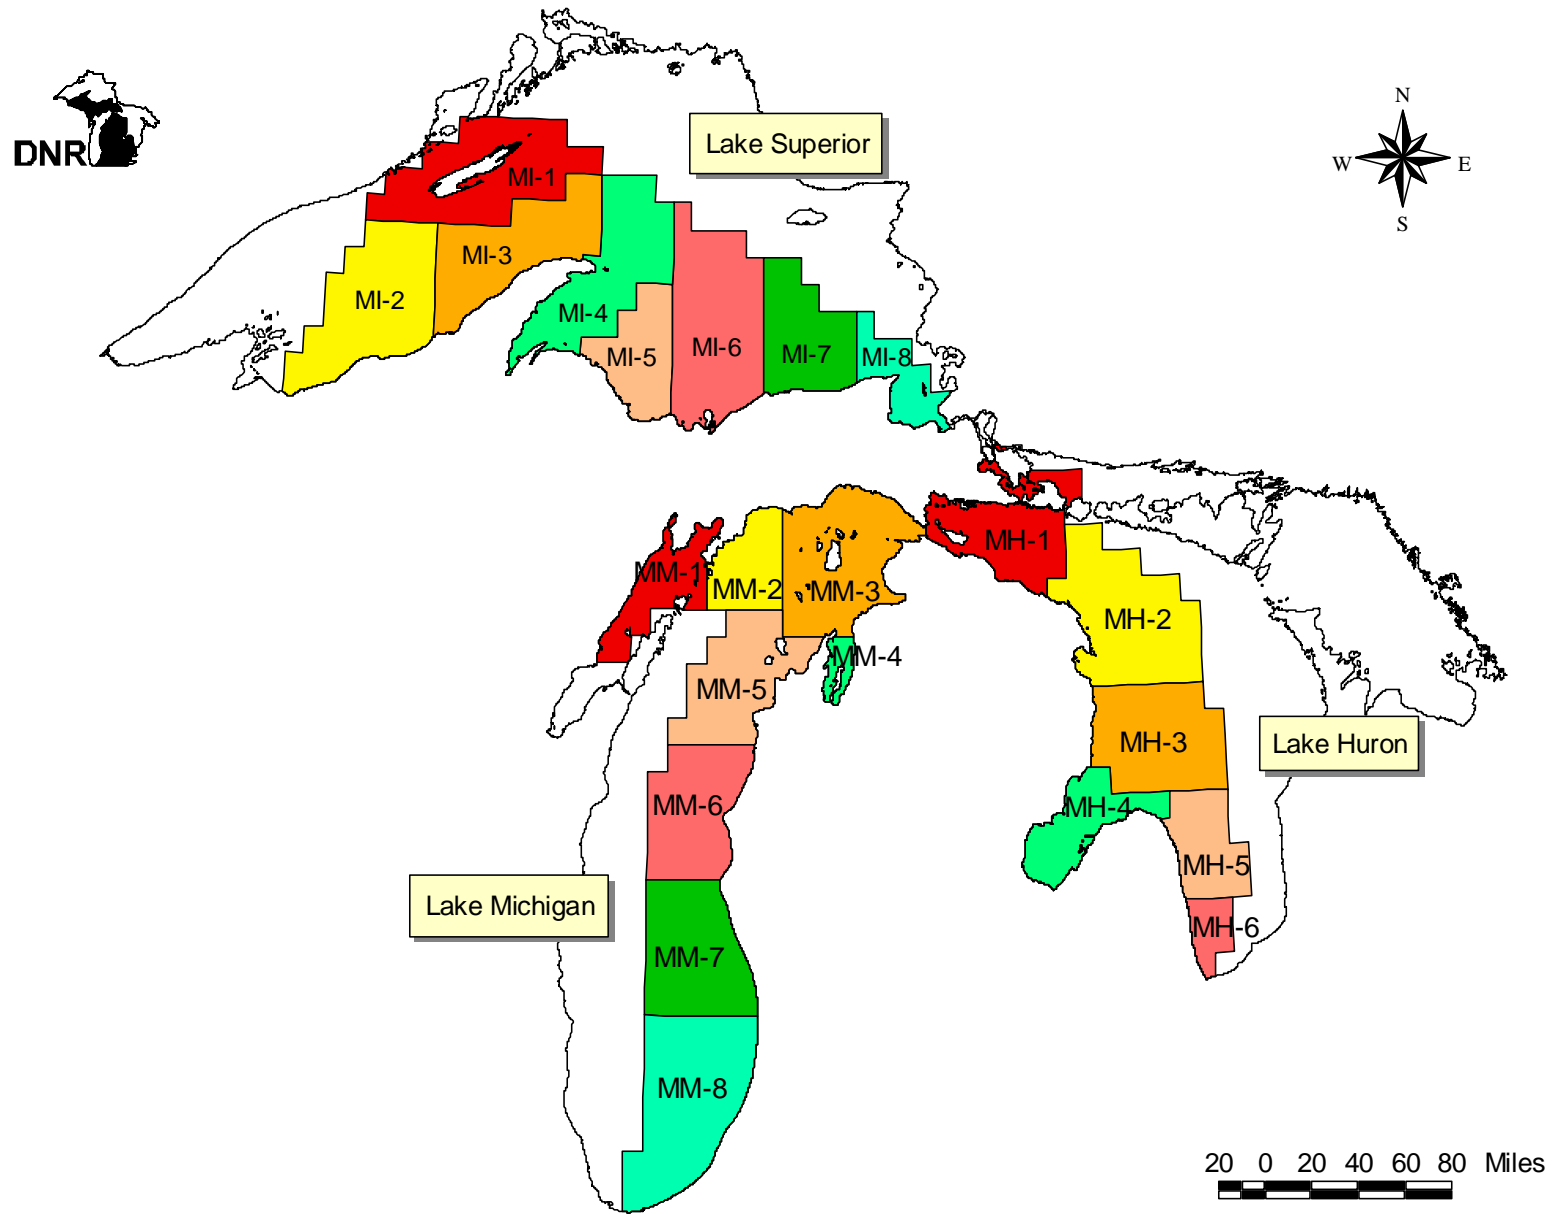 N
W E
S
DNR
Lake Superior
MI-1
MI-3
MI-2
MI-4
MI-5
MI-6
MI-7
MI-8
MH-1
MM-1
MM-2
MM-3
MH-2
MM-4
MM-5
MH-3
Lake Huron
MM-6
MH-4
MH-5
Lake Michigan
MH-6
MM-7
MM-8
20 0 20 40 60 80 Miles